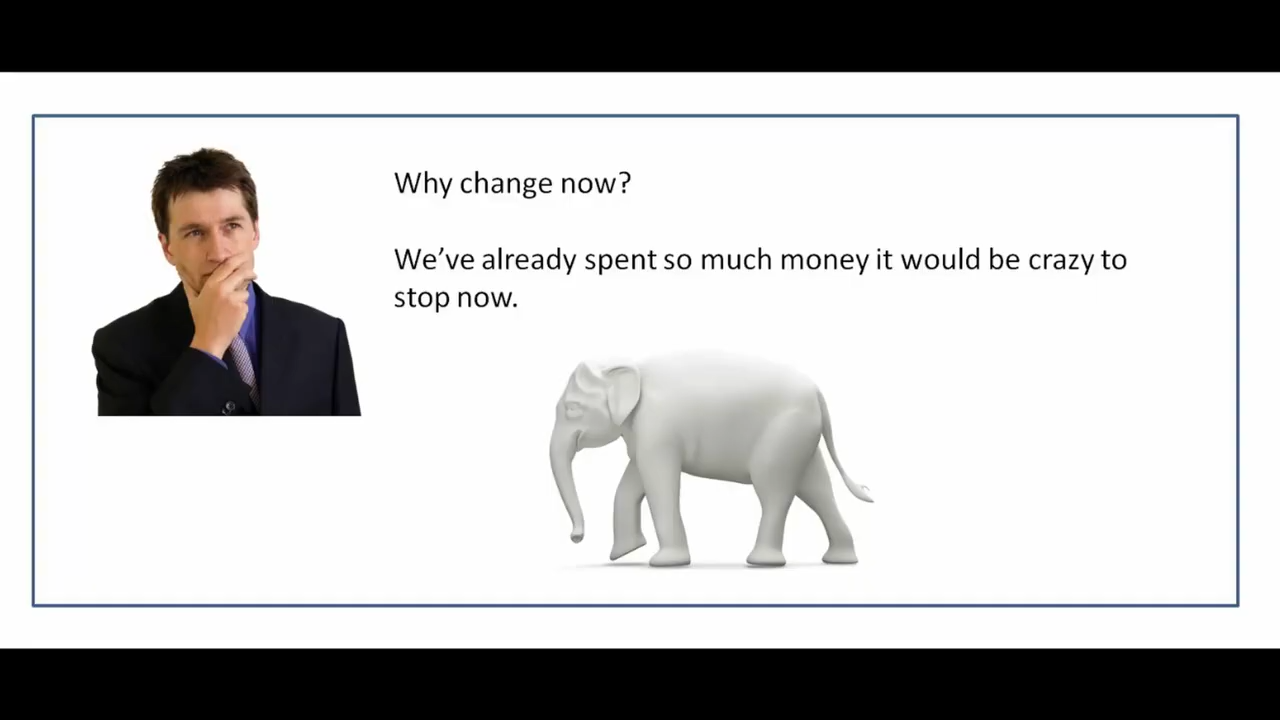 Why change now?
We’ve already spent so much money it would be crazy to
stop now.